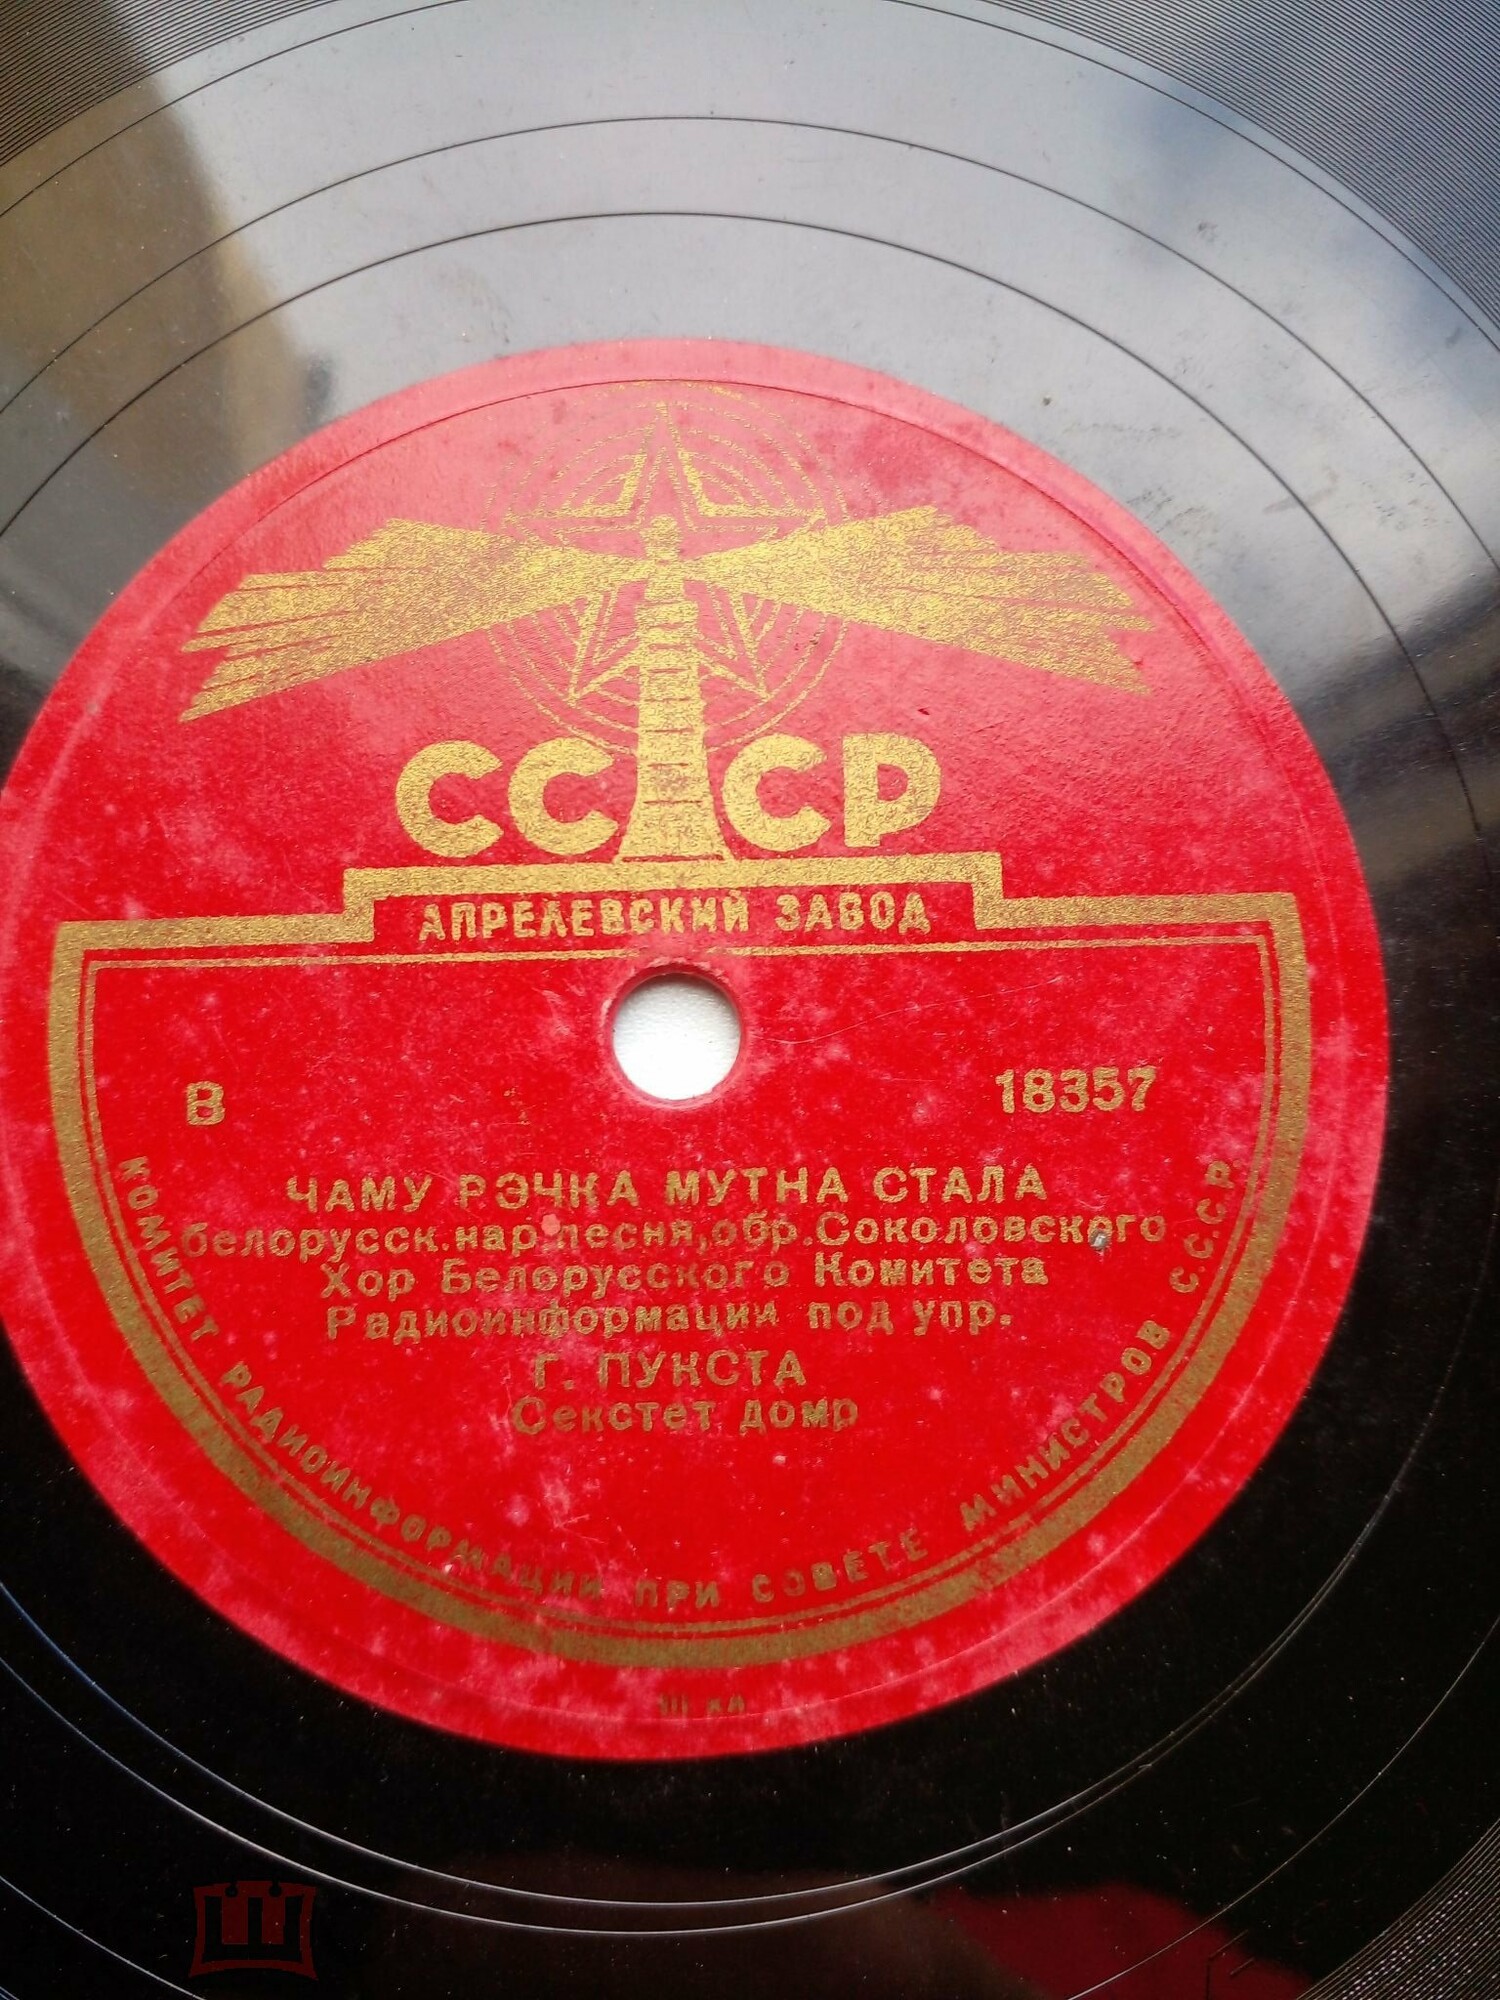 СССР
АПРЕЛЕВСКИЙ ЗАВОД
В 18357
ЧАМУ РЭЧКА МУТНА СТАЛА
белорусск.нар песня,обр.Соколовского
Хор Белорусского Комитета
Радиоинформации под упр.
Г. ПУКСТА
Секстет домр
КОМИТЕТ РАДИОИНФОРМАЦИИ ПРИ СОВЕТЕ МИНИСТРОВ С.С.С.Р.